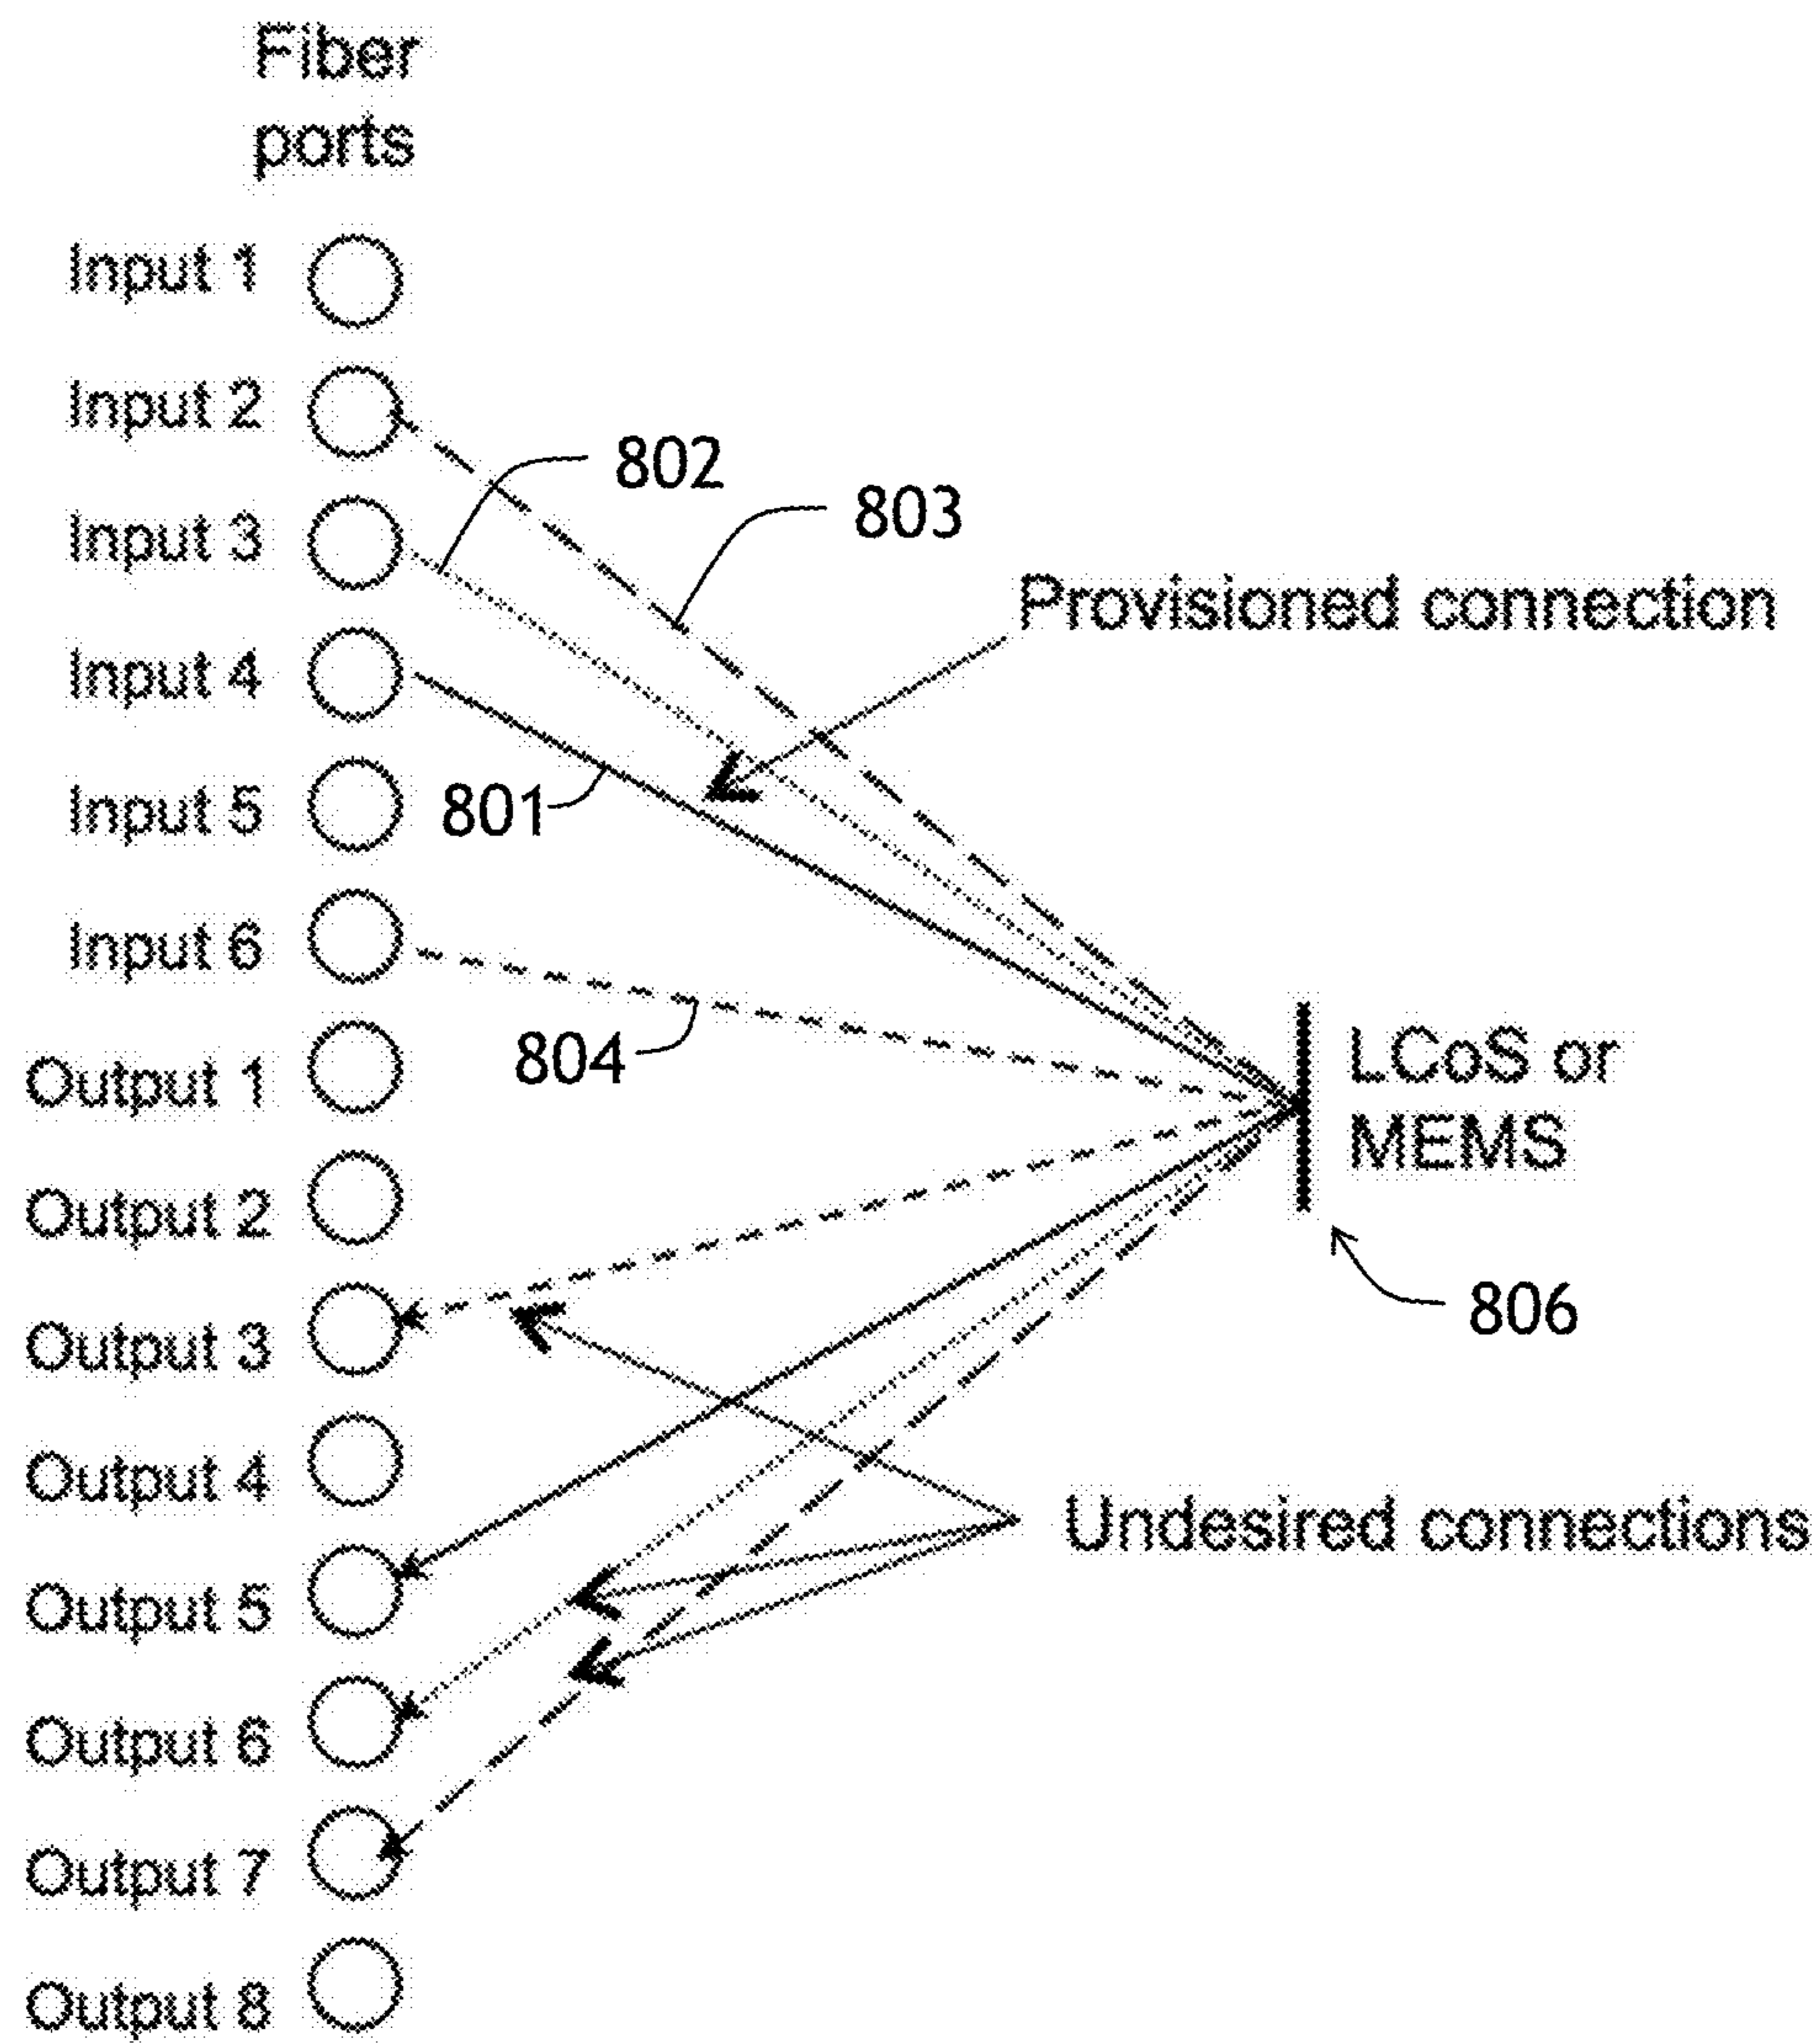 Fiber
ports
Input 1
Input 2
802
803
Input 3
Provisioned connection
Input 4
801
Input 5
Input 6
804
Output 1
LCoS or
MEMS
Output 2
806
Output 3
Output 4
Undesired connections
Output 5
Output 6
Output 7
Output 8